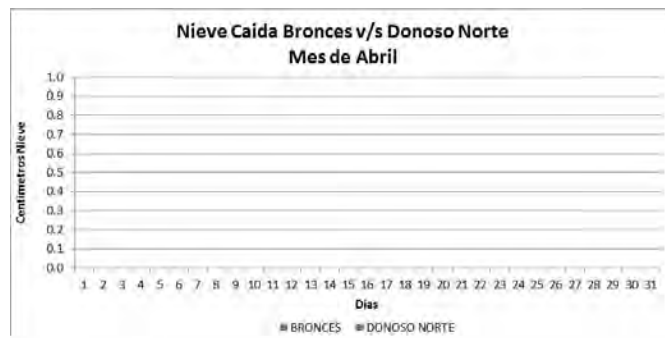 Nieve Caida Bronces v/s Donoso Norte
Mes de Abril
Centimetros Nieve
1.0
0.9
0.8
0.7
0.6
0.5
0.4
0.3
0.2
0.1
0.0
1 2 3 4 5 6 7 8 9 10 11 12 13 14 15 16 17 18 19 20 21 22 23 24 25 26 27 28 29 30 31
Días
BRONCES DONOSO NORTE